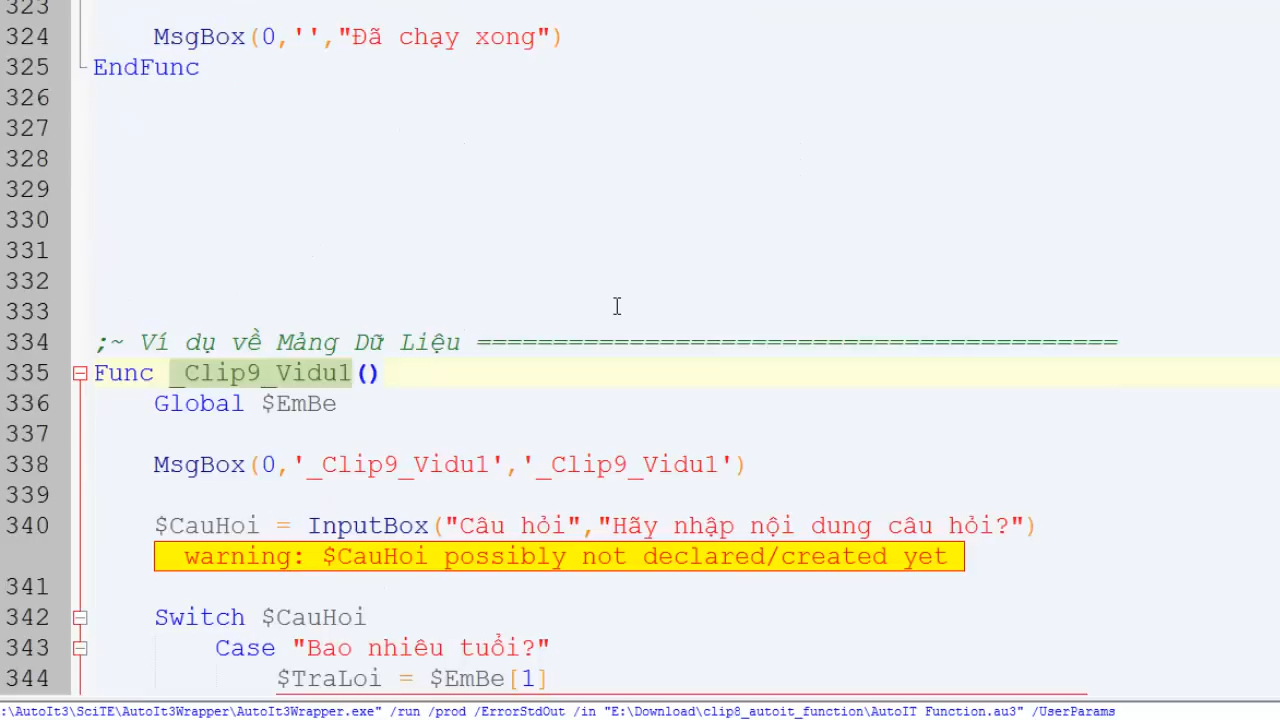 323
324 MsgBox(0,'',"Đã chạy xong")
325 EndFunc
326
327
328
329
330
331
332
333
334 ;~ Ví dụ về Mảng Dữ Liệu ==========================================
335 Func _Clip9_Vidu1()
336 Global $EmBe
337
338 MsgBox(0,'_Clip9_Vidu1','_Clip9_Vidu1')
339
340 $CauHoi = InputBox("Câu hỏi","Hãy nhập nội dung câu hỏi?")
warning: $CauHoi possibly not declared/created yet
341
342 Switch $CauHoi
343 Case "Bao nhiêu tuổi?"
344 $TraLoi = $EmBe[1]
:\AutoIt3\SciTE\AutoIt3Wrapper\AutoIt3Wrapper.exe" /run /prod /ErrorStdOut /in "E:\Download\clip8_autoit_function\AutoIT Function.au3" /UserParams